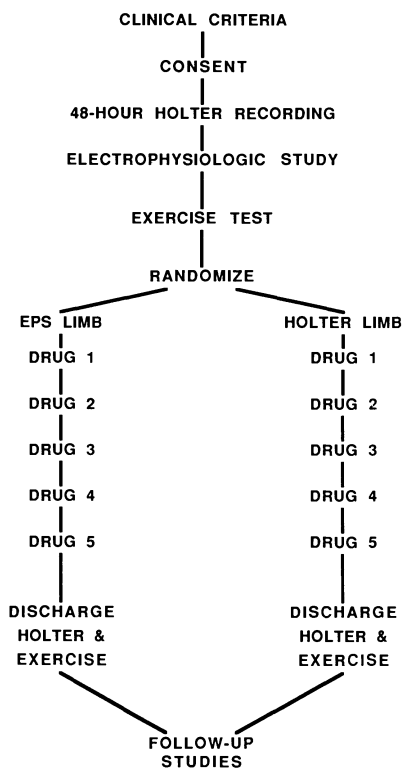 CLINICAL CRITERIA
CONSENT
48-HOUR HOLTER RECORDING
ELECTROPHYSIOLOGIC STUDY
EXERCISE TEST
RANDOMIZE
EPS LIMB
DRUG 1
DRUG 2
DRUG 3
DRUG 4
DRUG 5
DISCHARGE
HOLTER &
EXERCISE
HOLTER LIMB
DRUG 1
DRUG 2
DRUG 3
DRUG 4
DRUG 5
DISCHARGE
HOLTER &
EXERCISE
FOLLOW-UP
STUDIES